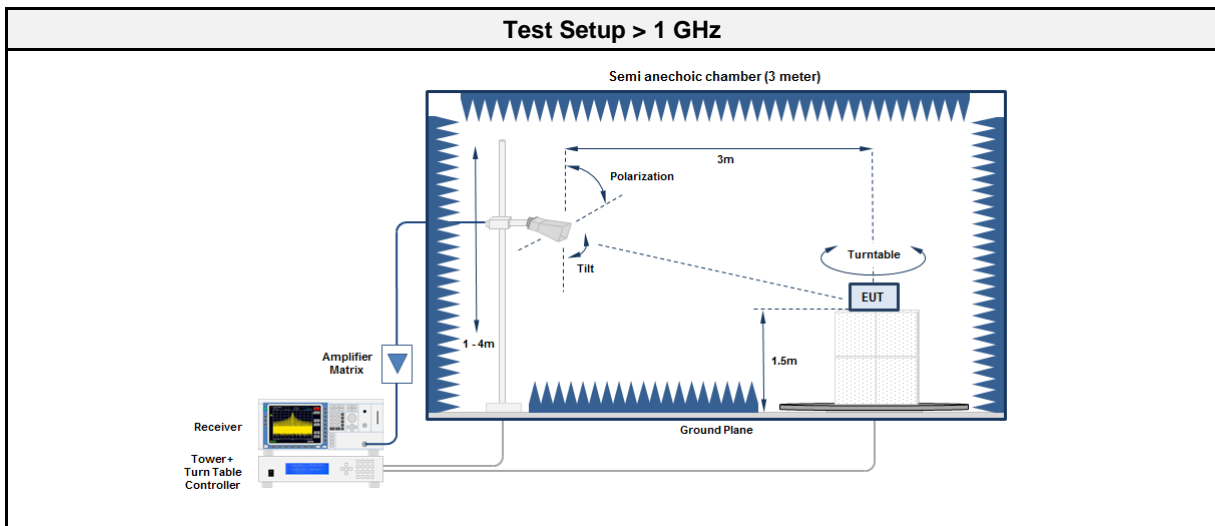 Test Setup > 1 GHz
Semi anechoic chamber (3 meter)
3m
Polarization
Tilt
Turntable
EUT
1 - 4m
1.5m
Amplifier
Matrix
Receiver
Ground Plane
Tower+
Turn Table
Controller